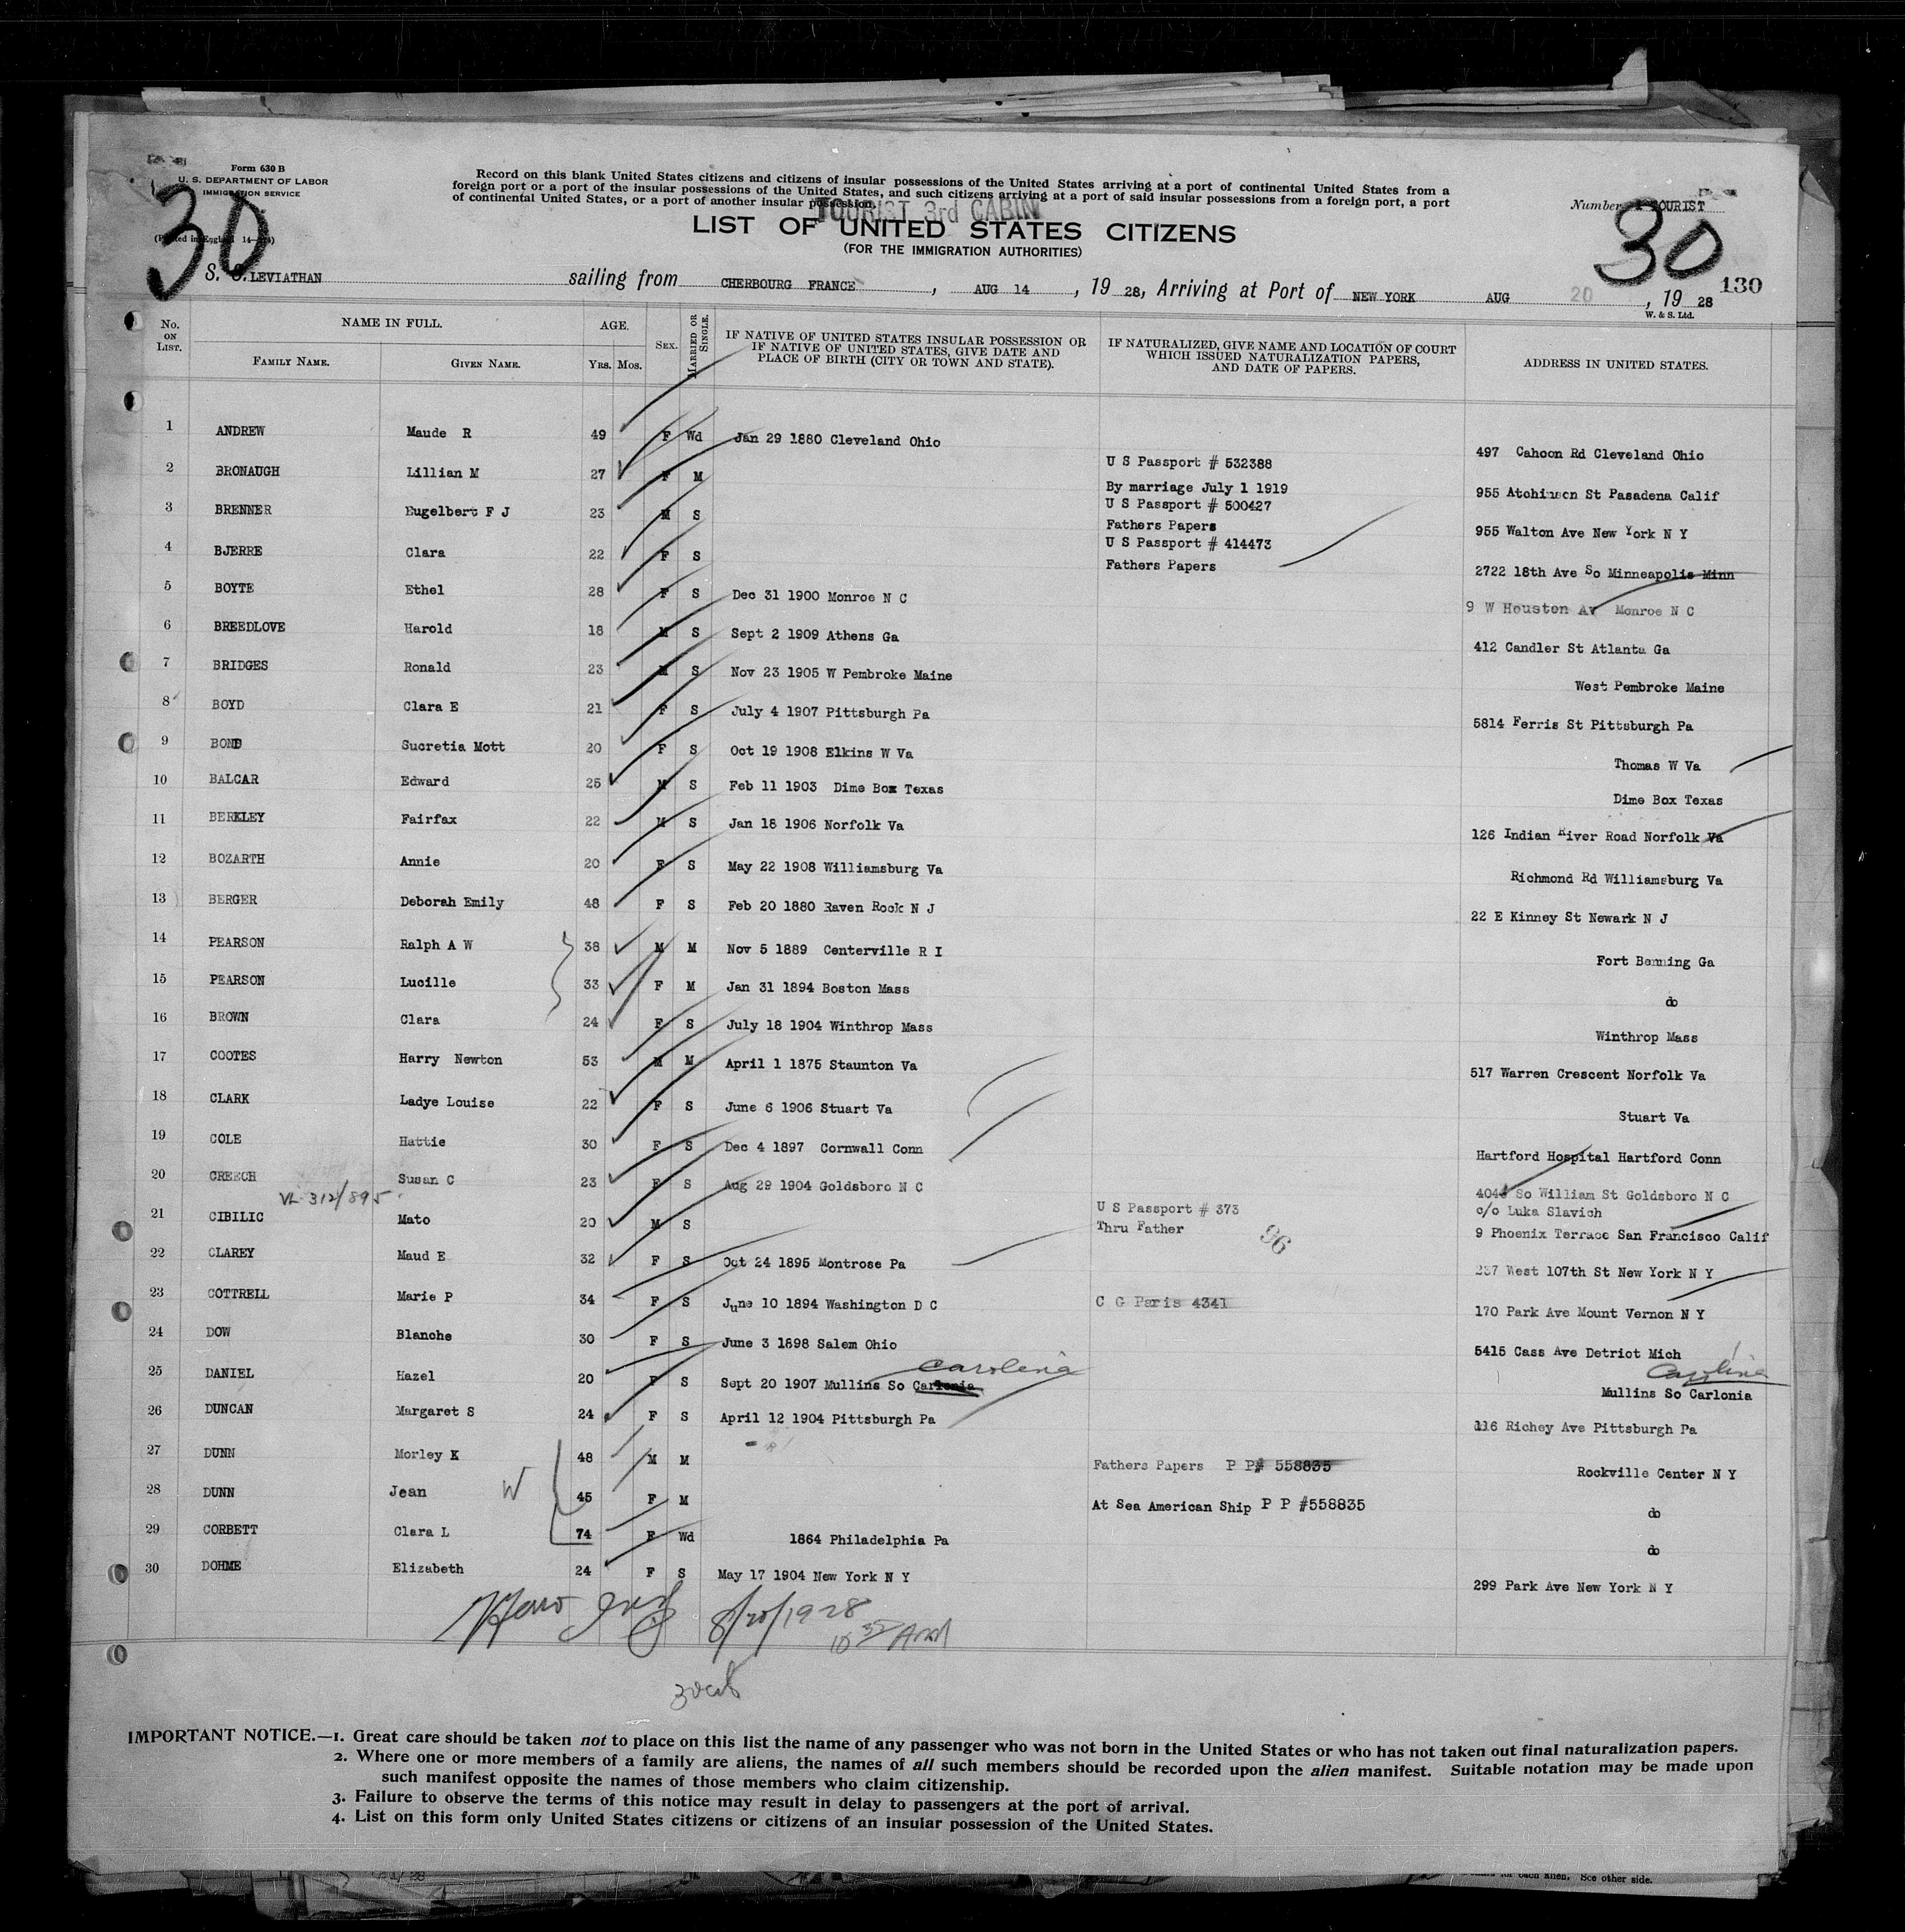 Form 630 B
U. S. DEPARTMENT OF LABOR
IMMIGRATION SERVICE
(Printed in England 14—)
30
Record on this blank United States citizens and citizens of insular possessions of the United States arriving at a port of continental United States from a
foreign port or a port of the insular possessions of the United States, and such citizens arriving at a port of said insular possessions from a foreign port, a port
of continental United States, or a port of another insular possession.
TOURIST 3rd CABIN
Number 1 TOURIST
30
LIST OF UNITED STATES CITIZENS
(FOR THE IMMIGRATION AUTHORITIES)
130
S. S. LEVIATHAN sailing from CHERBOURG FRANCE, AUG 14, 19 28, Arriving at Port of NEW YORK AUG 20, 19 28
W. & S. Ltd.
No. ON LIST. NAME IN FULL. FAMILY NAME. GIVEN NAME. AGE. YRS. MOS. SEX. MARRIED OR SINGLE. IF NATIVE OF UNITED STATES INSULAR POSSESSION OR IF NATIVE OF UNITED STATES, GIVE DATE AND PLACE OF BIRTH (CITY OR TOWN AND STATE). IF NATURALIZED, GIVE NAME AND LOCATION OF COURT WHICH ISSUED NATURALIZATION PAPERS, AND DATE OF PAPERS. ADDRESS IN UNITED STATES.
1 ANDREW Maude R 49 F Wd Jan 29 1880 Cleveland Ohio 497 Cahoon Rd Cleveland Ohio
2 BRONAUGH Lillian M 27 F M U S Passport # 532388 By marriage July 1 1919 955 Atchinson St Pasadena Calif
3 BRENNER Eugelbert F J 23 M S U S Passport # 500427 Fathers Papers 955 Walton Ave New York N Y
4 BJERRE Clara 22 F S U S Passport # 414473 Fathers Papers 2722 18th Ave So Minneapolis Minn
5 BOYTE Ethel 28 F S Dec 31 1900 Monroe N C 9 W Houston Av Monroe N C
6 BREEDLOVE Harold 18 M S Sept 2 1909 Athens Ga 412 Candler St Atlanta Ga
7 BRIDGES Ronald 23 M S Nov 23 1905 W Pembroke Maine West Pembroke Maine
8 BOYD Clara E 21 F S July 4 1907 Pittsburgh Pa 5814 Ferris St Pittsburgh Pa
9 BOND Sucretia Mott 20 F S Oct 19 1908 Elkins W Va Thomas W Va
10 BALCAR Edward 25 M S Feb 11 1903 Dime Box Texas Dime Box Texas
11 BERKLEY Fairfax 22 M S Jan 18 1906 Norfolk Va 126 Indian River Road Norfolk Va
12 BOZARTH Annie 20 F S May 22 1908 Williamsburg Va Richmond Rd Williamsburg Va
13 BERGER Deborah Emily 48 F S Feb 20 1880 Raven Rock N J 22 E Kinney St Newark N J
14 PEARSON Ralph A W 38 M M Nov 5 1889 Centerville R I Fort Benning Ga
15 PEARSON Lucille 33 F M Jan 31 1894 Boston Mass do
16 BROWN Clara 24 F S July 18 1904 Winthrop Mass Winthrop Mass
17 COOTES Harry Newton 53 M M April 1 1875 Staunton Va 517 Warren Crescent Norfolk Va
18 CLARK Ladye Louise 22 F S June 6 1906 Stuart Va Stuart Va
19 COLE Hattie 30 F S Dec 4 1897 Cornwall Conn Hartford Hospital Hartford Conn
20 CREECH Susan C 23 F S Aug 29 1904 Goldsboro N C So William St Goldsboro N C
VL 312/895
21 CIBILIC Mato 20 M S U S Passport # 373 Thru Father 96 c/o Luka Slavich 9 Phoenix Terrace San Francisco Calif
22 CLAREY Maud E 32 F S Oct 24 1895 Montrose Pa 237 West 107th St New York N Y
23 COTTRELL Marie P 34 F S June 10 1894 Washington D C C G Paris 4341 170 Park Ave Mount Vernon N Y
24 DOW Blanche 30 F S June 3 1898 Salem Ohio 5415 Cass Ave Detriot Mich
25 DANIEL Hazel 20 F S Sept 20 1907 Mullins So Carlonia Carolina Mullins So Carlonia Carolina
26 DUNCAN Margaret S 24 F S April 12 1904 Pittsburgh Pa 116 Richey Ave Pittsburgh Pa
27 DUNN Morley K 48 M M Fathers Papers P P# 558835 Rockville Center N Y
28 DUNN Jean W 45 F M At Sea American Ship P P #558835 do
29 CORBETT Clara L 74 F Wd 1864 Philadelphia Pa do
30 DOHME Elizabeth 24 F S May 17 1904 New York N Y 299 Park Ave New York N Y
8/20/1928
IMPORTANT NOTICE.—1. Great care should be taken not to place on this list the name of any passenger who was not born in the United States or who has not taken out final naturalization papers.
2. Where one or more members of a family are aliens, the names of all such members should be recorded upon the alien manifest. Suitable notation may be made upon
such manifest opposite the names of those members who claim citizenship.
3. Failure to observe the terms of this notice may result in delay to passengers at the port of arrival.
4. List on this form only United States citizens or citizens of an insular possession of the United States.
See other side.